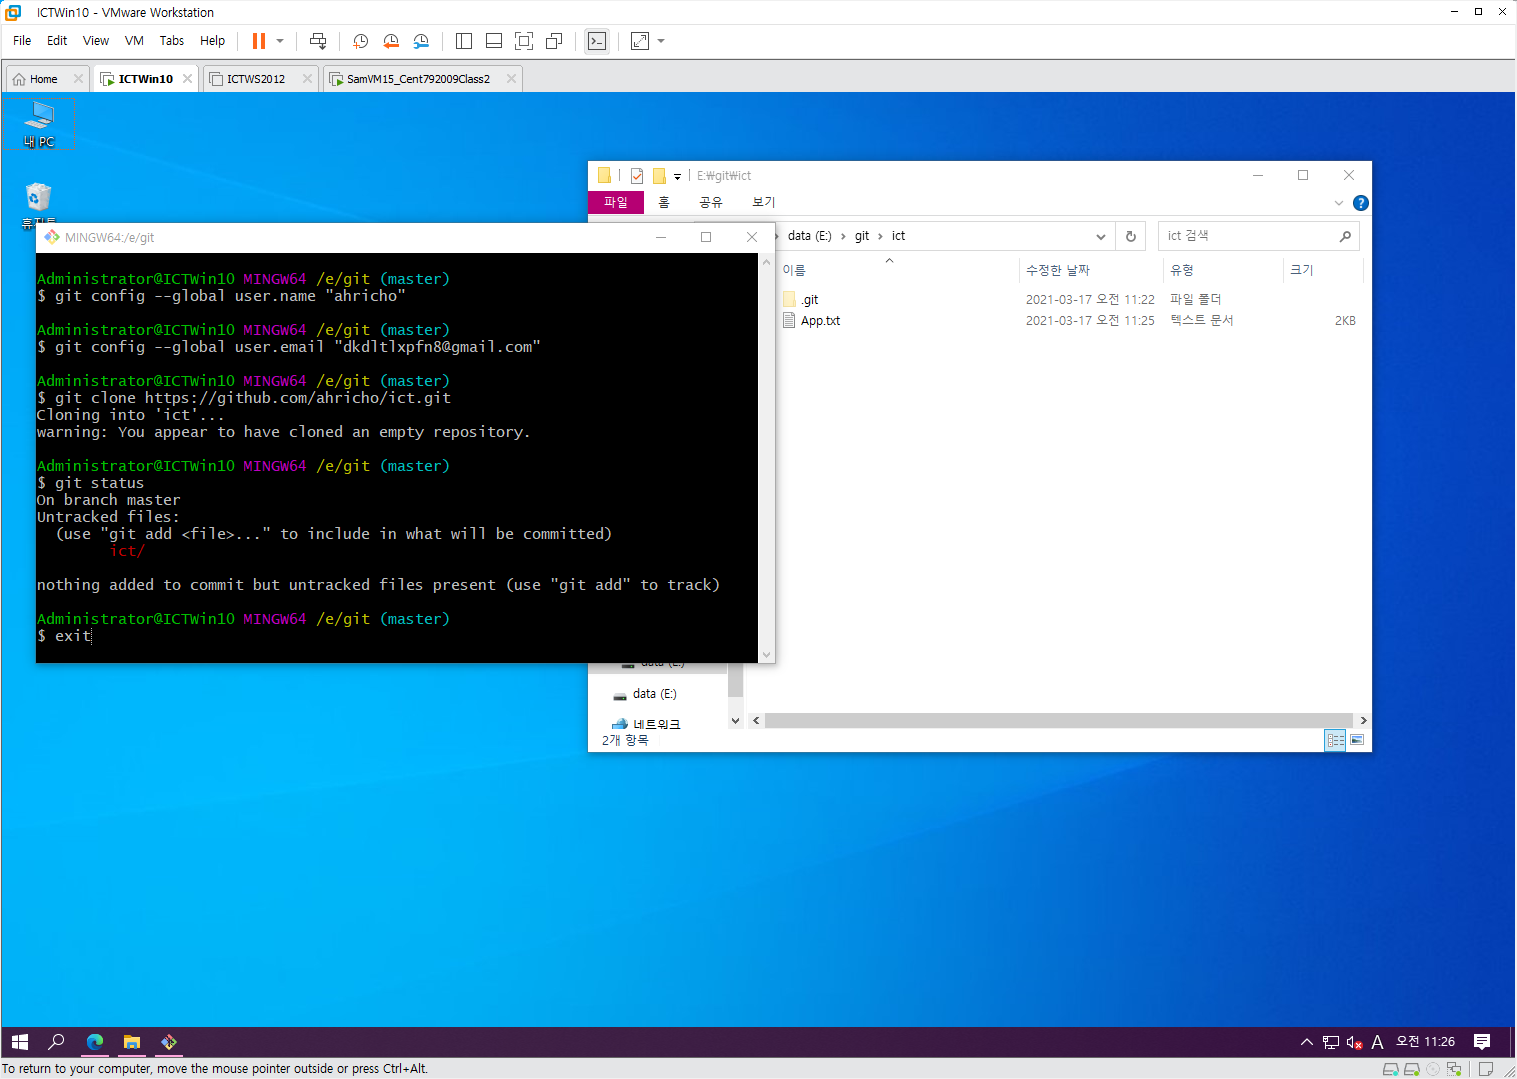 ICTWin10 - VMware Workstation
File Edit View VM Tabs Help
Home ICTWin10 ICTWS2012 SamVM15_Cent792009Class2
내 PC
E:₩git₩ict
파일 홈 공유 보기
MINGW64:/e/git
data (E:) › git › ict
ict 검색
이름 수정한 날짜 유형 크기
.git 2021-03-17 오전 11:22 파일 폴더
App.txt 2021-03-17 오전 11:25 텍스트 문서 2KB
Administrator@ICTWin10 MINGW64 /e/git (master)
$ git config --global user.name "ahricho"
Administrator@ICTWin10 MINGW64 /e/git (master)
$ git config --global user.email "dkdltlxpfn8@gmail.com"
Administrator@ICTWin10 MINGW64 /e/git (master)
$ git clone https://github.com/ahricho/ict.git
Cloning into 'ict'...
warning: You appear to have cloned an empty repository.
Administrator@ICTWin10 MINGW64 /e/git (master)
$ git status
On branch master
Untracked files:
(use "git add <file>..." to include in what will be committed)
ict/
nothing added to commit but untracked files present (use "git add" to track)
Administrator@ICTWin10 MINGW64 /e/git (master)
$ exit
data (E:)
data (E:)
네트워크
2개 항목
A 오전 11:26
To return to your computer, move the mouse pointer outside or press Ctrl+Alt.